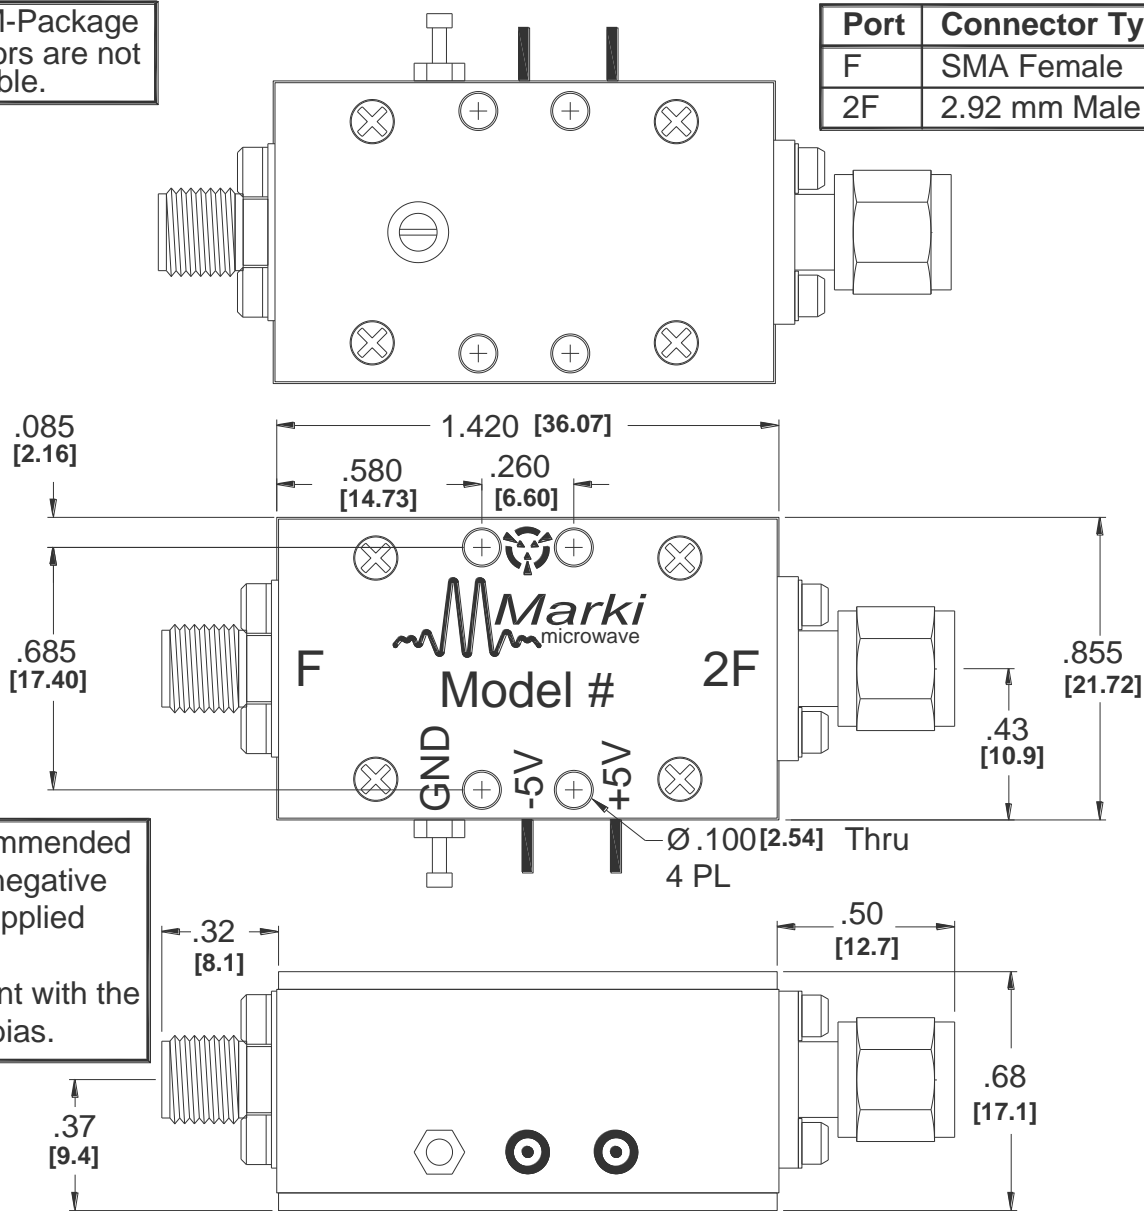 M-Package
ors are not
ble.
Port Connector Ty
F SMA Female
2F 2.92 mm Male
.085
[2.16]
1.420 [36.07]
.580
[14.73]
.260
[6.60]
.685
[17.40]
F
Marki
microwave
Model #
2F
.855
[21.72]
.43
[10.9]
GND
-5V
+5V
Ø .100 [2.54] Thru
4 PL
mmended
negative
pplied
nt with the
bias.
.32
[8.1]
.50
[12.7]
.37
[9.4]
.68
[17.1]